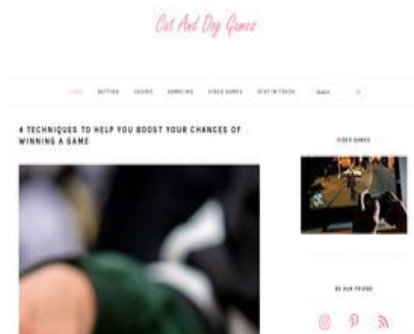 Cat And Dog Games
HOME BETTING CASINO GAMBLING VIDEO GAMES STAY IN TOUCH
4 TECHNIQUES TO HELP YOU BOOST YOUR CHANCES OF
WINNING A GAME
VIDEO GAMES
BE OUR FRIEND